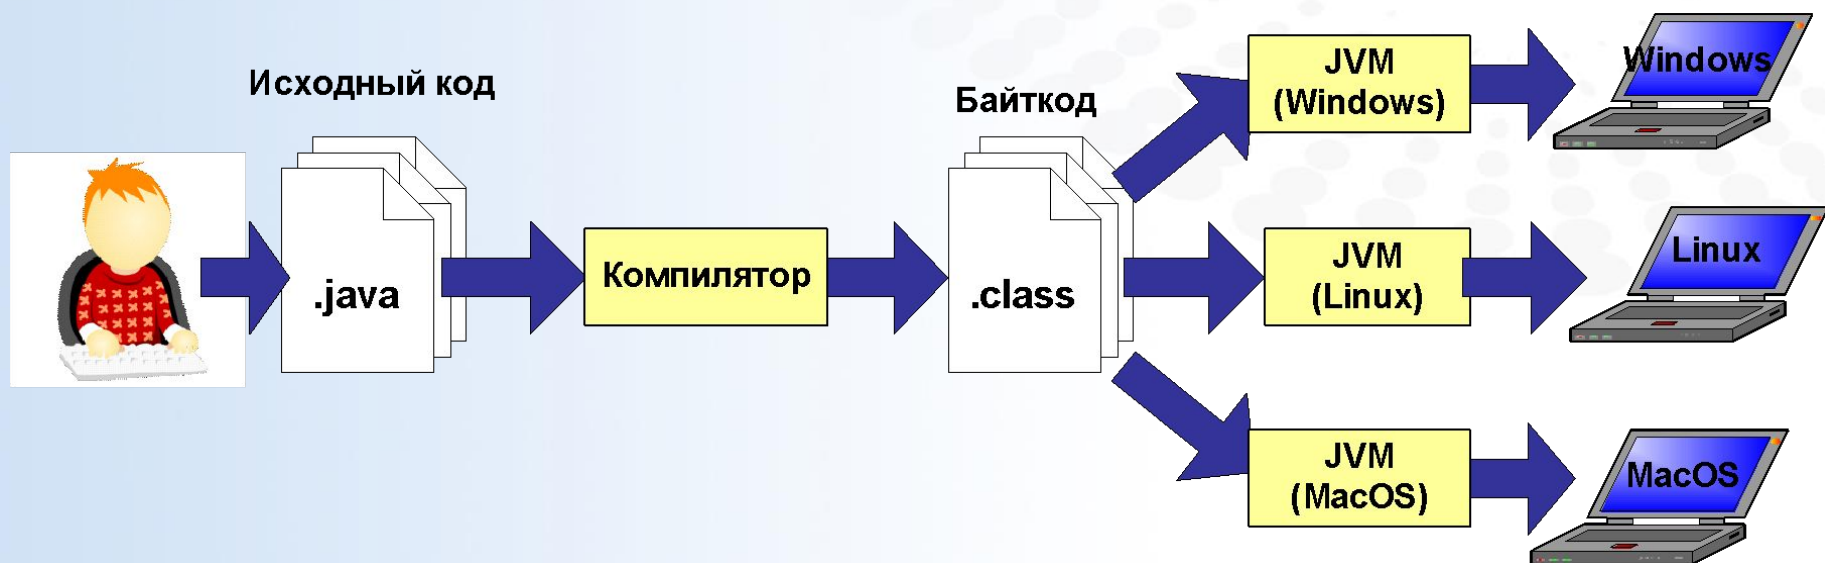 Исходный код
.java
Компилятор
Байткод
.class
JVM
(Windows)
Windows
JVM
(Linux)
Linux
JVM
(MacOS)
MacOS